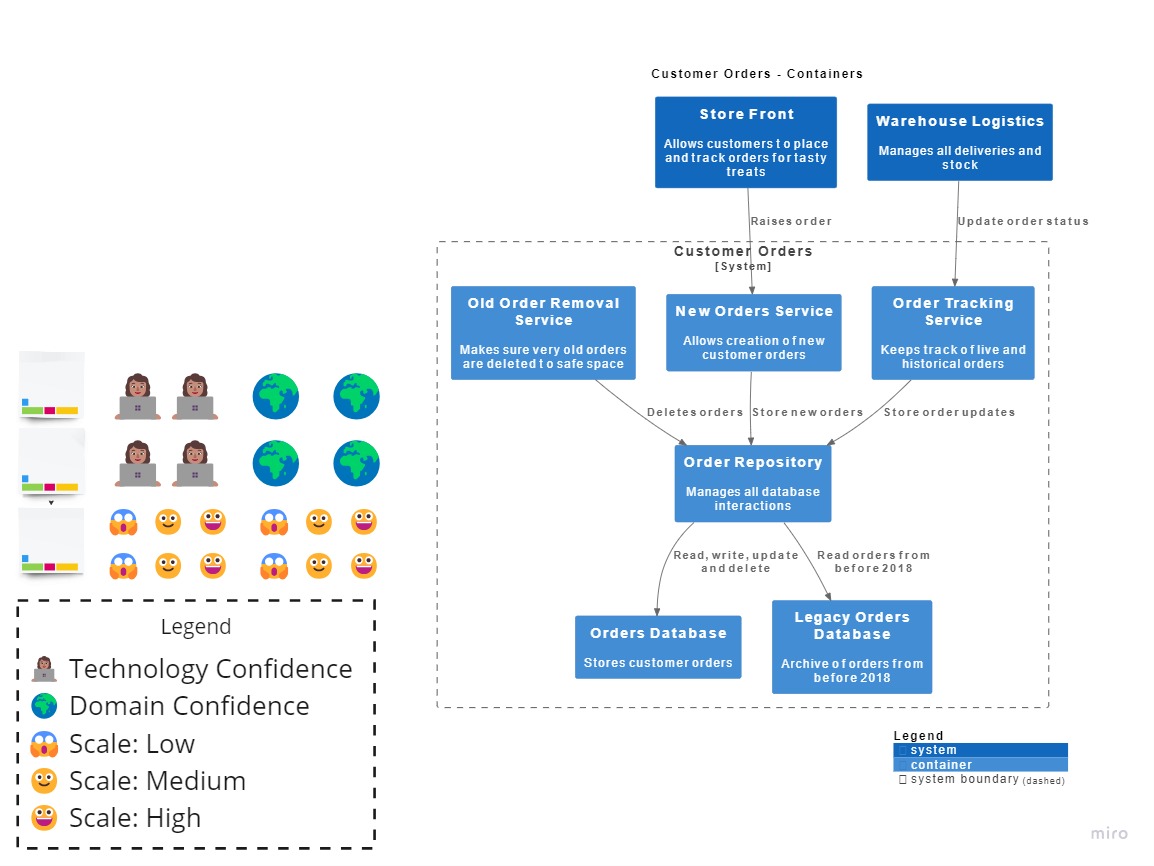 Customer Orders - Containers
Store Front
Allows customers to place
and track orders for tasty
treats
Warehouse Logistics
Manages all deliveries and
stock
Raises order
Update order status
Customer Orders
[System]
Old Order Removal
Service
Makes sure very old orders
are deleted to safe space
New Orders Service
Allows creation of new
customer orders
Order Tracking
Service
Keeps track of live and
historical orders
Deletes orders
Store new orders
Store order updates
Order Repository
Manages all database
interactions
Read, write, update
and delete
Read orders from
before 2018
Orders Database
Stores customer orders
Legacy Orders
Database
Archive of orders from
before 2018
Legend
system
container
system boundary (dashed)
Legend
Technology Confidence
Domain Confidence
Scale: Low
Scale: Medium
Scale: High
miro